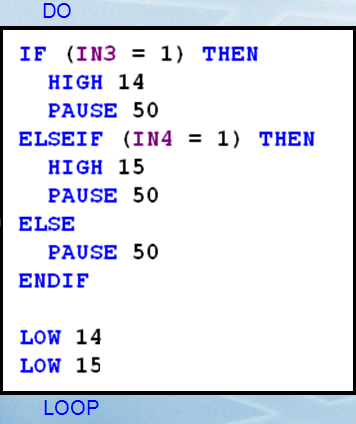 DO
IF (IN3 = 1) THEN
HIGH 14
PAUSE 50
ELSEIF (IN4 = 1) THEN
HIGH 15
PAUSE 50
ELSE
PAUSE 50
ENDIF
LOW 14
LOW 15
LOOP